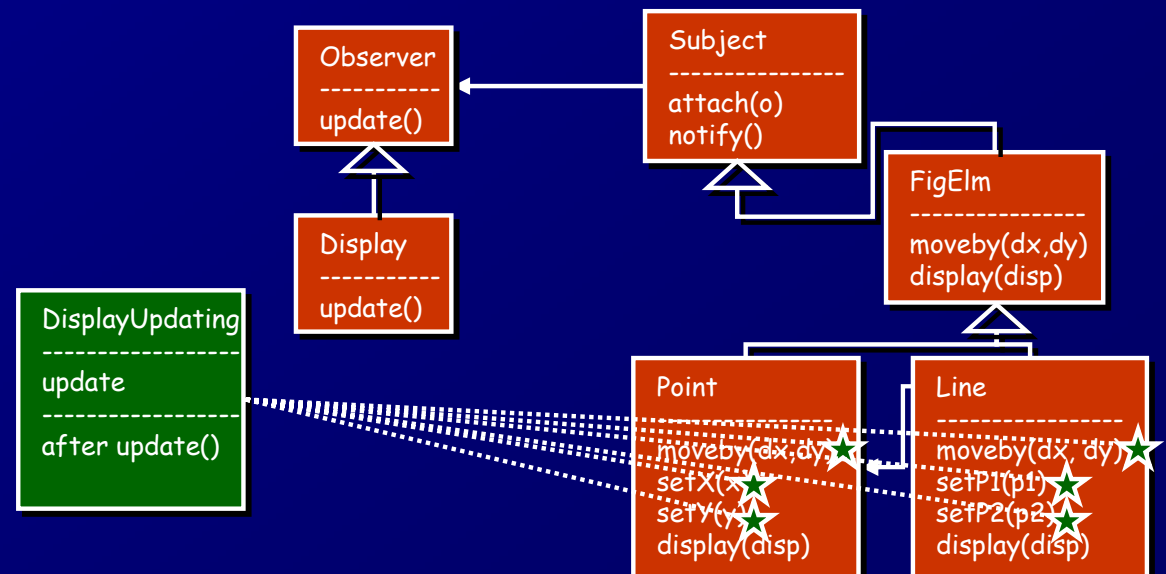 Observer
----------
update()
Subject
----------------
attach(o)
notify()
FigElm
----------------
moveby(dx,dy)
display(disp)
Display
-----------
update()
DisplayUpdating
------------------
update
------------------
after update()
Point
----------------
moveby(dx,dy)
setX(x)
setY(y)
display(disp)
Line
-----------------
moveby(dx, dy)
setP1(p1)
setP2(p2)
display(disp)